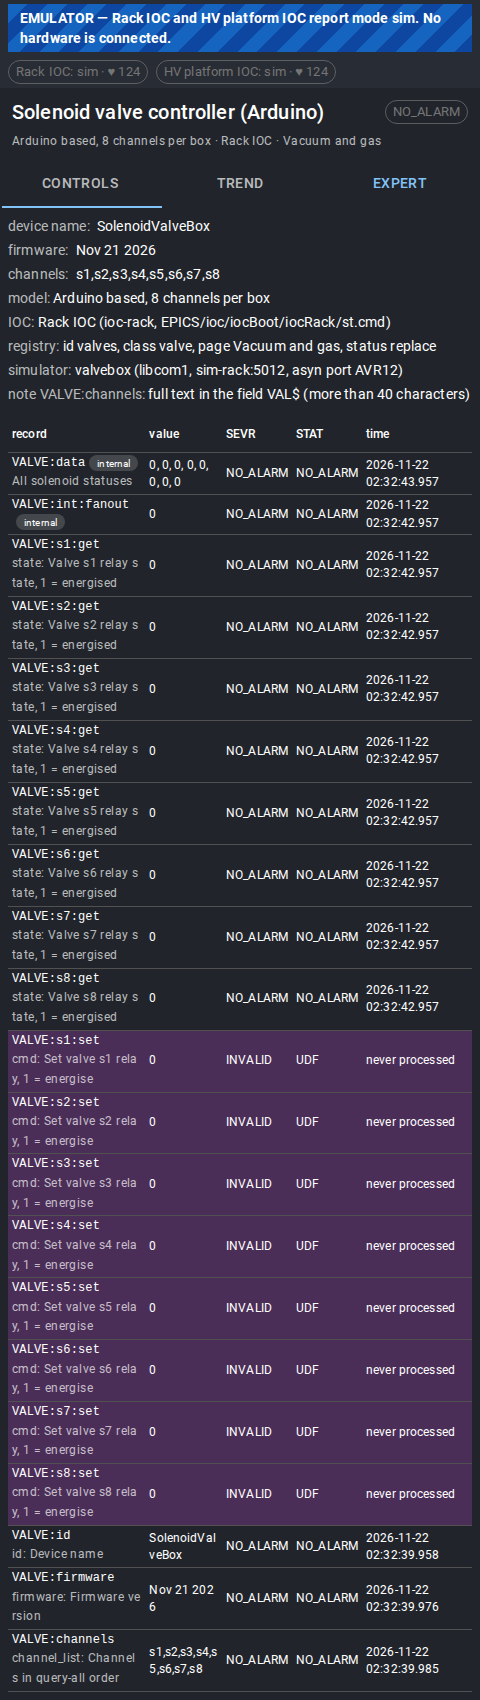 EMULATOR — Rack IOC and HV platform IOC report mode sim. No
hardware is connected.
Rack IOC: sim · ♥ 124 HV platform IOC: sim · ♥ 124
Solenoid valve controller (Arduino) NO_ALARM
Arduino based, 8 channels per box · Rack IOC · Vacuum and gas
CONTROLS TREND EXPERT
device name: SolenoidValveBox
firmware: Nov 21 2026
channels: s1,s2,s3,s4,s5,s6,s7,s8
model: Arduino based, 8 channels per box
IOC: Rack IOC (ioc-rack, EPICS/ioc/iocBoot/iocRack/st.cmd)
registry: id valves, class valve, page Vacuum and gas, status replace
simulator: valvebox (libcom1, sim-rack:5012, asyn port AVR12)
note VALVE:channels: full text in the field VAL$ (more than 40 characters)
record value SEVR STAT time
VALVE:data internal
All solenoid statuses
0, 0, 0, 0, 0,
0, 0, 0
NO_ALARM NO_ALARM
2026-11-22
02:32:43.957
VALVE:int:fanout
internal
0 NO_ALARM NO_ALARM
2026-11-22
02:32:42.957
VALVE:s1:get
state: Valve s1 relay s
tate, 1 = energised
0 NO_ALARM NO_ALARM
2026-11-22
02:32:42.957
VALVE:s2:get
state: Valve s2 relay s
tate, 1 = energised
0 NO_ALARM NO_ALARM
2026-11-22
02:32:42.957
VALVE:s3:get
state: Valve s3 relay s
tate, 1 = energised
0 NO_ALARM NO_ALARM
2026-11-22
02:32:42.957
VALVE:s4:get
state: Valve s4 relay s
tate, 1 = energised
0 NO_ALARM NO_ALARM
2026-11-22
02:32:42.957
VALVE:s5:get
state: Valve s5 relay s
tate, 1 = energised
0 NO_ALARM NO_ALARM
2026-11-22
02:32:42.957
VALVE:s6:get
state: Valve s6 relay s
tate, 1 = energised
0 NO_ALARM NO_ALARM
2026-11-22
02:32:42.957
VALVE:s7:get
state: Valve s7 relay s
tate, 1 = energised
0 NO_ALARM NO_ALARM
2026-11-22
02:32:42.957
VALVE:s8:get
state: Valve s8 relay s
tate, 1 = energised
0 NO_ALARM NO_ALARM
2026-11-22
02:32:42.957
VALVE:s1:set
cmd: Set valve s1 rela
y, 1 = energise
0 INVALID UDF never processed
VALVE:s2:set
cmd: Set valve s2 rela
y, 1 = energise
0 INVALID UDF never processed
VALVE:s3:set
cmd: Set valve s3 rela
y, 1 = energise
0 INVALID UDF never processed
VALVE:s4:set
cmd: Set valve s4 rela
y, 1 = energise
0 INVALID UDF never processed
VALVE:s5:set
cmd: Set valve s5 rela
y, 1 = energise
0 INVALID UDF never processed
VALVE:s6:set
cmd: Set valve s6 rela
y, 1 = energise
0 INVALID UDF never processed
VALVE:s7:set
cmd: Set valve s7 rela
y, 1 = energise
0 INVALID UDF never processed
VALVE:s8:set
cmd: Set valve s8 rela
y, 1 = energise
0 INVALID UDF never processed
VALVE:id
id: Device name
SolenoidVal
veBox
NO_ALARM NO_ALARM
2026-11-22
02:32:39.958
VALVE:firmware
firmware: Firmware ve
rsion
Nov 21 202
6
NO_ALARM NO_ALARM
2026-11-22
02:32:39.976
VALVE:channels
channel_list: Channel
s in query-all order
s1,s2,s3,s4,s
5,s6,s7,s8
NO_ALARM NO_ALARM
2026-11-22
02:32:39.985